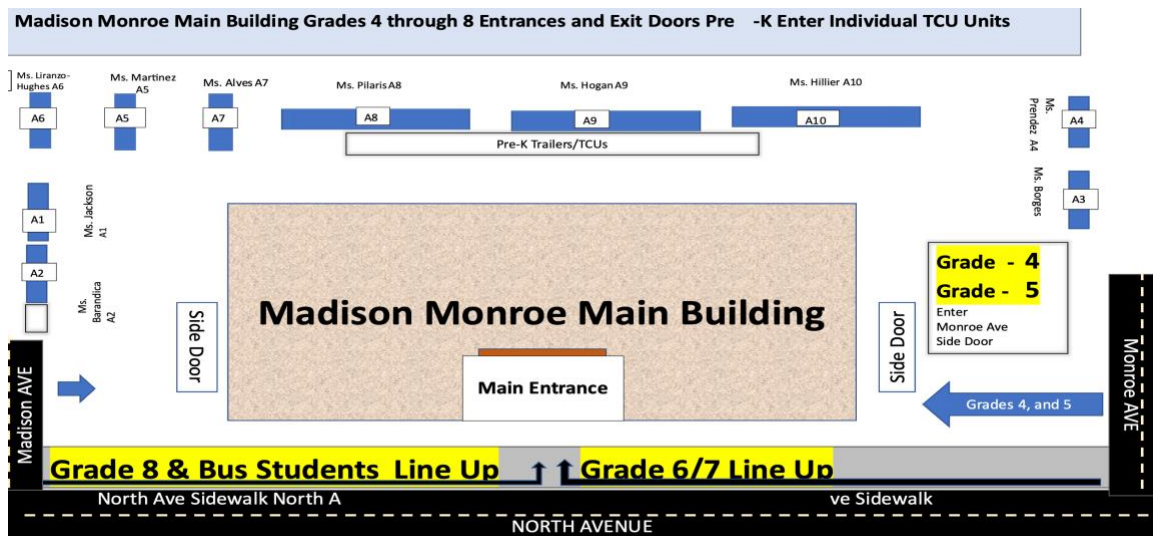 Madison Monroe Main Building Grades 4 through 8 Entrances and Exit Doors Pre -K Enter Individual TCU Units
Ms. Liranzo-
Hughes A6
Ms. Martinez
A5
Ms. Alves A7
Ms. Pilaris A8
Ms. Hogan A9
Ms. Hillier A10
Ms.
Prendez A4
A6
A5
A7
A8
A9
A10
A4
Pre-K Trailers/TCUs
Ms. Borges
A3
A1
Ms. Jackson
A1
A2
Ms.
Barandica
A2
Grade - 4
Grade - 5
Enter
Monroe Ave
Side Door
Side Door
Madison Monroe Main Building
Side Door
Main Entrance
Madison AVE
Monroe AVE
Grades 4, and 5
Grade 8 & Bus Students Line Up
Grade 6/7 Line Up
North Ave Sidewalk North A
ve Sidewalk
NORTH AVENUE